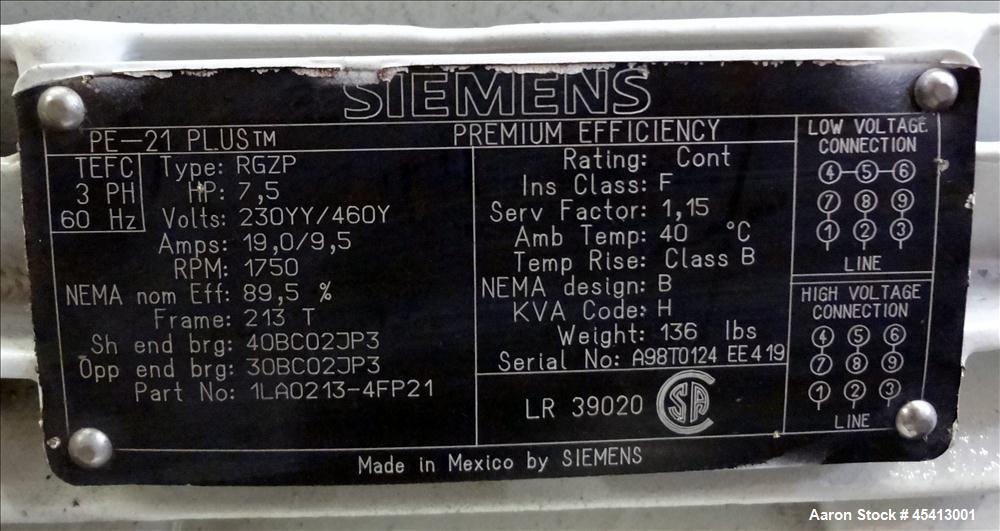 SIEMENS
PE-21 PLUS™ PREMIUM EFFICIENCY
TEFC
3 PH
60 Hz
Type: RGZP
HP: 7,5
Volts: 230YY/460Y
Amps: 19,0/9,5
RPM: 1750
NEMA nom Eff: 89,5 %
Frame: 213 T
Sh end brg: 40BC02JP3
Opp end brg: 30BC02JP3
Part No: 1LA0213-4FP21
Rating: Cont
Ins Class: F
Serv Factor: 1,15
Amb Temp: 40 °C
Temp Rise: Class B
NEMA design: B
KVA Code: H
Weight: 136 lbs
Serial No: A98T0124 EE419
LR 39020 CSA
LOW VOLTAGE
CONNECTION
4-5-6
7 8 9
1 2 3
LINE
HIGH VOLTAGE
CONNECTION
4 5 6
7 8 9
1 2 3
LINE
Made in Mexico by SIEMENS
Aaron Stock # 45413001